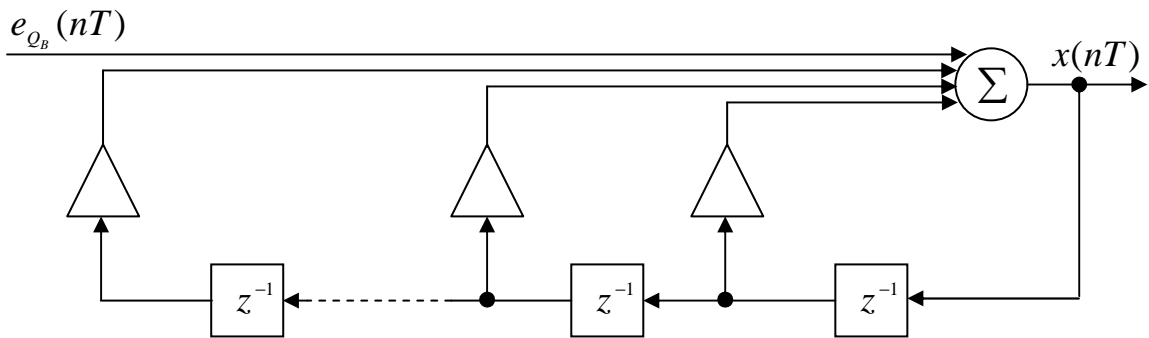 e_{Q_B}(nT)
x(nT)
Σ
z^{-1}
z^{-1}
z^{-1}